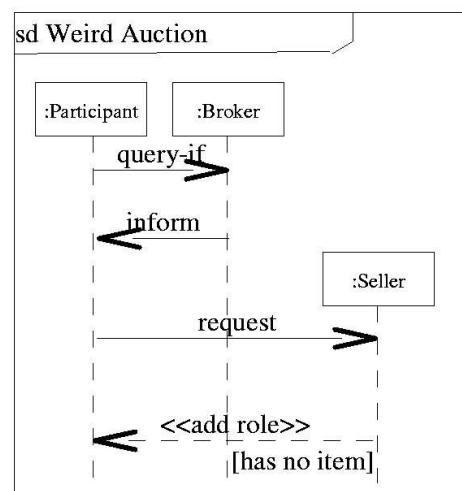 sd Weird Auction
:Participant
:Broker
query-if
inform
:Seller
request
<<add role>>
[has no item]